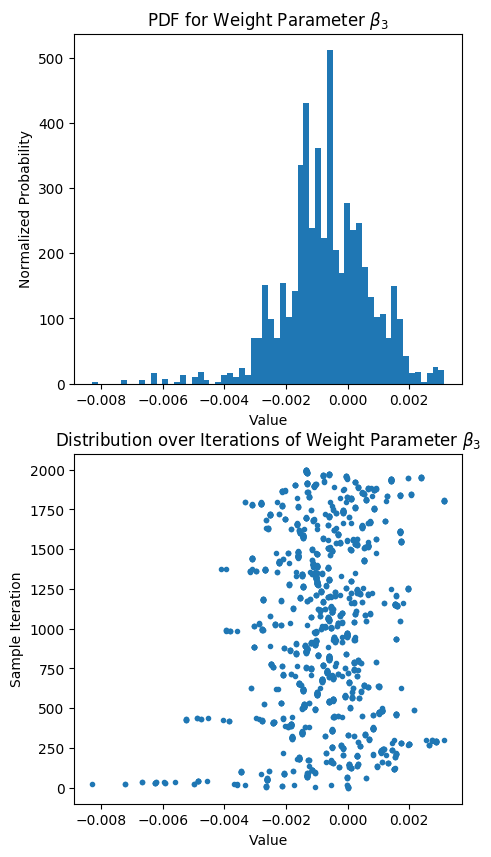 PDF for Weight Parameter β₃
500
400
300
200
100
0
Normalized Probability
−0.008 −0.006 −0.004 −0.002 0.000 0.002
Value
Distribution over Iterations of Weight Parameter β₃
2000
1750
1500
1250
1000
750
500
250
0
Sample Iteration
−0.008 −0.006 −0.004 −0.002 0.000 0.002
Value